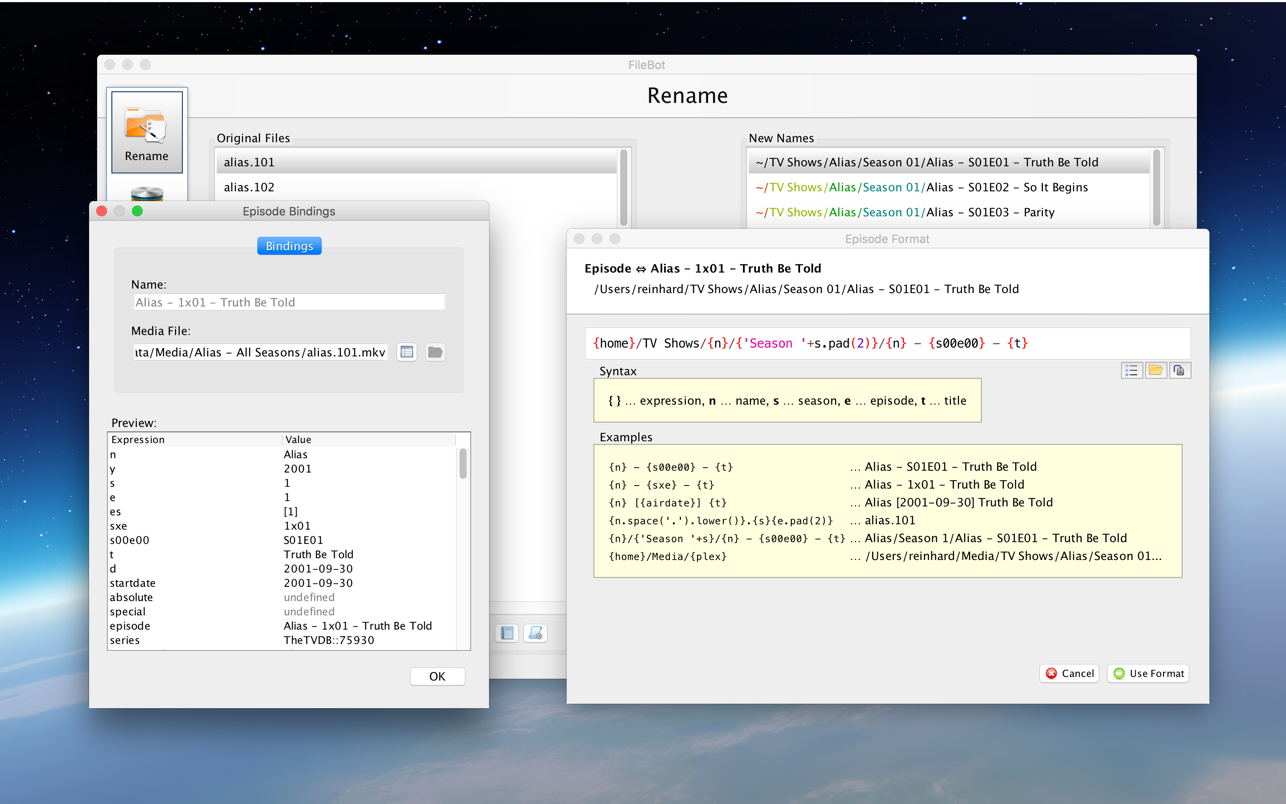 FileBot
Rename
Rename
Original Files
alias.101
alias.102
New Names
~/TV Shows/Alias/Season 01/Alias - S01E01 - Truth Be Told
~/TV Shows/Alias/Season 01/Alias - S01E02 - So It Begins
~/TV Shows/Alias/Season 01/Alias - S01E03 - Parity
Episode Bindings
Bindings
Name:
Alias - 1x01 - Truth Be Told
Media File:
ata/Media/Alias - All Seasons/alias.101.mkv
Preview:
Expression Value
n Alias
y 2001
s 1
e 1
es [1]
sxe 1x01
s00e00 S01E01
t Truth Be Told
d 2001-09-30
startdate 2001-09-30
absolute undefined
special undefined
episode Alias - 1x01 - Truth Be Told
series TheTVDB::75930
OK
Episode Format
Episode ⇔ Alias - 1x01 - Truth Be Told
/Users/reinhard/TV Shows/Alias/Season 01/Alias - S01E01 - Truth Be Told
{home}/TV Shows/{n}/{'Season '+s.pad(2)}/{n} - {s00e00} - {t}
Syntax
{ } ... expression, n ... name, s ... season, e ... episode, t ... title
Examples
{n} - {s00e00} - {t} ... Alias - S01E01 - Truth Be Told
{n} - {sxe} - {t} ... Alias - 1x01 - Truth Be Told
{n} [{airdate}] {t} ... Alias [2001-09-30] Truth Be Told
{n.space('.').lower()}.{s}{e.pad(2)} ... alias.101
{n}/{'Season '+s}/{n} - {s00e00} - {t} ... Alias/Season 1/Alias - S01E01 - Truth Be Told
{home}/Media/{plex} ... /Users/reinhard/Media/TV Shows/Alias/Season 01...
Cancel
Use Format